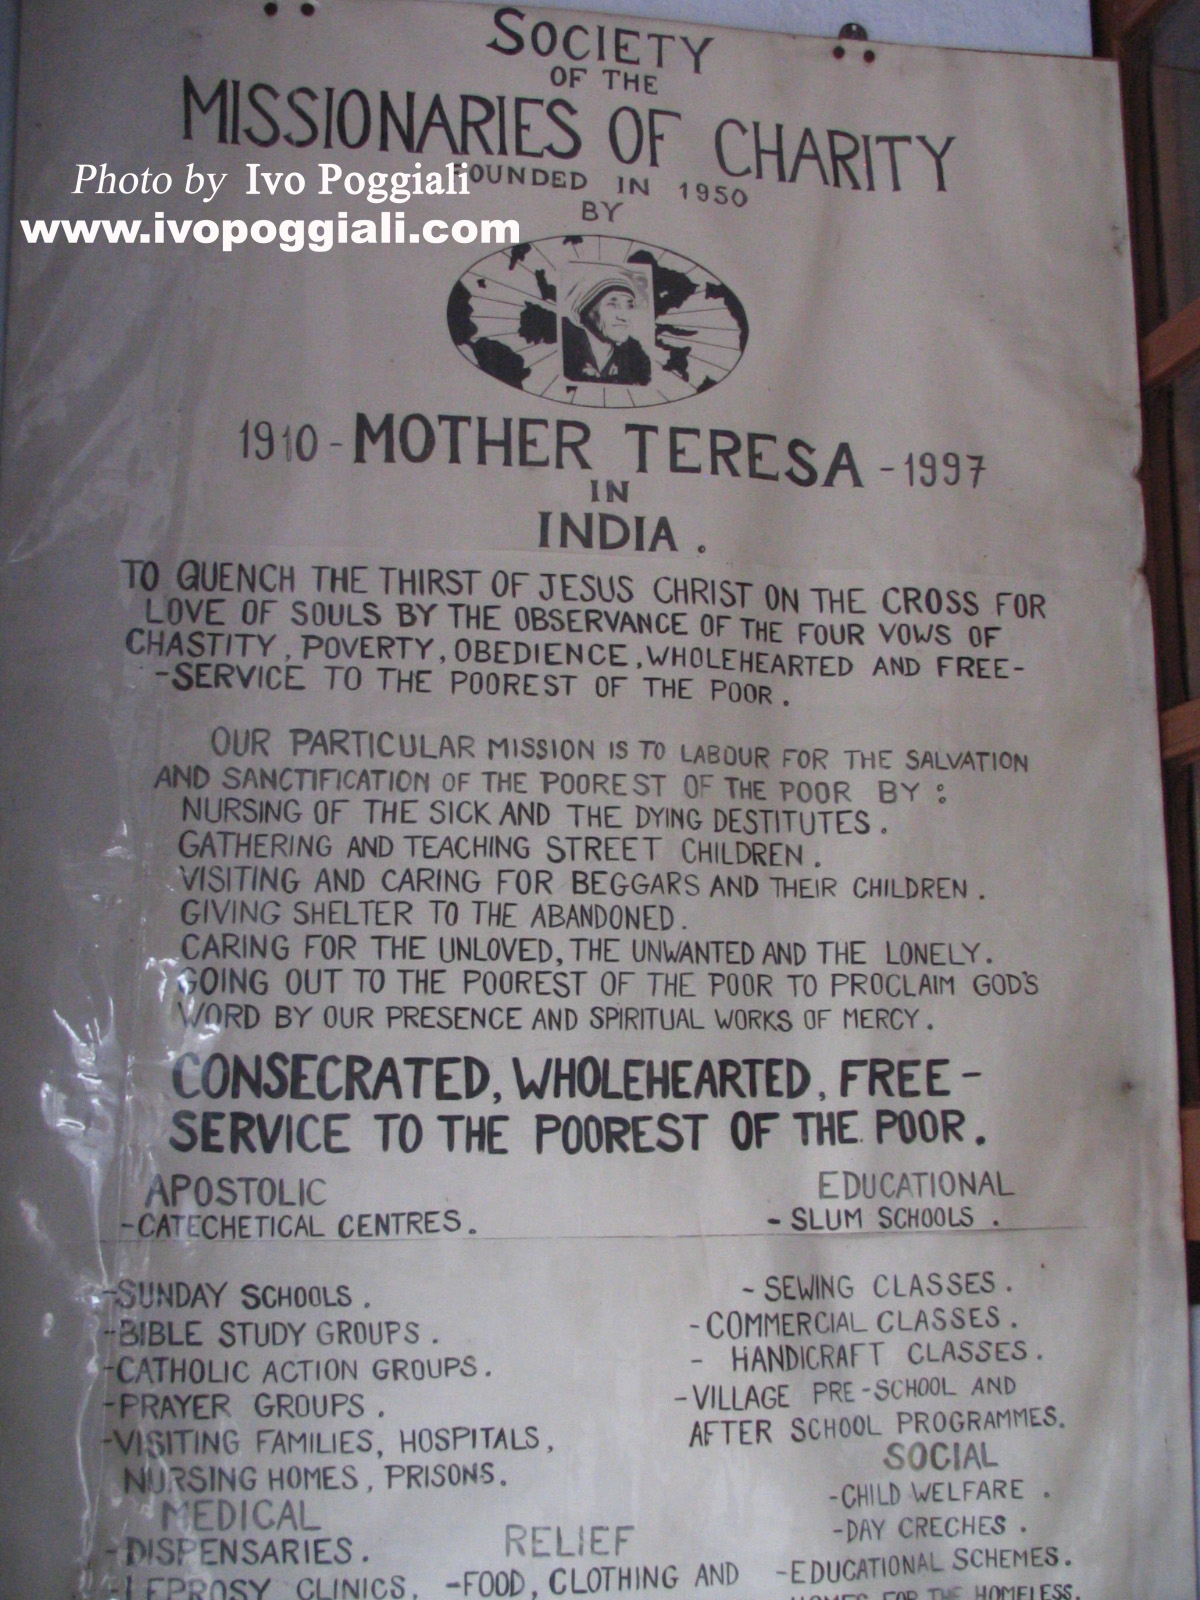 SOCIETY
OF THE
MISSIONARIES OF CHARITY
FOUNDED IN 1950
BY
Photo by Ivo Poggiali
www.ivopoggiali.com
1910 - MOTHER TERESA - 1997
IN
INDIA .
TO QUENCH THE THIRST OF JESUS CHRIST ON THE CROSS FOR
LOVE OF SOULS BY THE OBSERVANCE OF THE FOUR VOWS OF
CHASTITY, POVERTY, OBEDIENCE, WHOLEHEARTED AND FREE-
-SERVICE TO THE POOREST OF THE POOR .
OUR PARTICULAR MISSION IS TO LABOUR FOR THE SALVATION
AND SANCTIFICATION OF THE POOREST OF THE POOR BY :
NURSING OF THE SICK AND THE DYING DESTITUTES .
GATHERING AND TEACHING STREET CHILDREN .
VISITING AND CARING FOR BEGGARS AND THEIR CHILDREN .
GIVING SHELTER TO THE ABANDONED.
CARING FOR THE UNLOVED, THE UNWANTED AND THE LONELY.
GOING OUT TO THE POOREST OF THE POOR TO PROCLAIM GOD'S
WORD BY OUR PRESENCE AND SPIRITUAL WORKS OF MERCY.
CONSECRATED, WHOLEHEARTED, FREE-
SERVICE TO THE POOREST OF THE POOR .
APOSTOLIC
-CATECHETICAL CENTRES.
-SUNDAY SCHOOLS .
-BIBLE STUDY GROUPS .
-CATHOLIC ACTION GROUPS.
-PRAYER GROUPS .
-VISITING FAMILIES, HOSPITALS,
NURSING HOMES, PRISONS.
EDUCATIONAL
- SLUM SCHOOLS .
- SEWING CLASSES .
-COMMERCIAL CLASSES .
- HANDICRAFT CLASSES .
-VILLAGE PRE-SCHOOL AND
AFTER SCHOOL PROGRAMMES.
MEDICAL
-DISPENSARIES .
-LEPROSY CLINICS.
RELIEF
-FOOD, CLOTHING AND
SOCIAL
-CHILD WELFARE .
-DAY CRECHES .
-EDUCATIONAL SCHEMES.
HOMES FOR THE HOMELESS.